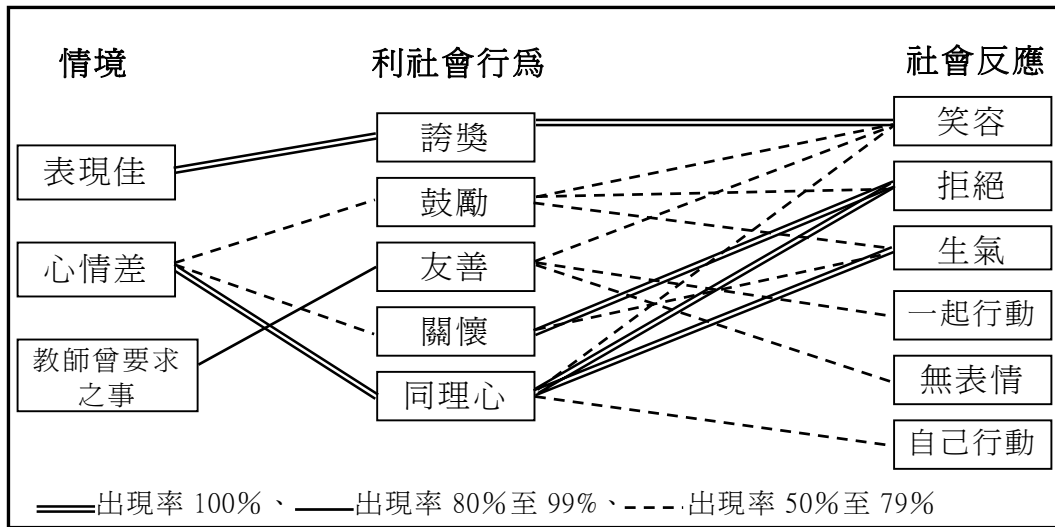 情境
利社會行為
社會反應
表現佳
心情差
教師曾要求
之事
誇獎
鼓勵
友善
關懷
同理心
笑容
拒絕
生氣
一起行動
無表情
自己行動
出現率 100%、出現率 80%至 99%、出現率 50%至 79%